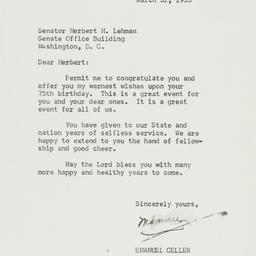 March 31, 1953
Senator Herbert H. Lehman
Senate Office Building
Washington, D. C.
Dear Herbert:
Permit me to congratulate you and
offer you my warmest wishes upon your
75th birthday. This is a great event for
you and your dear ones. It is a great
event for all of us.
You have given to our State and
nation years of selfless service. We are
happy to extend to you the hand of fellow-
ship and good cheer.
May the Lord bless you with many
more happy and healthy years to come.
Sincerely yours,
EMANUEL CELLER